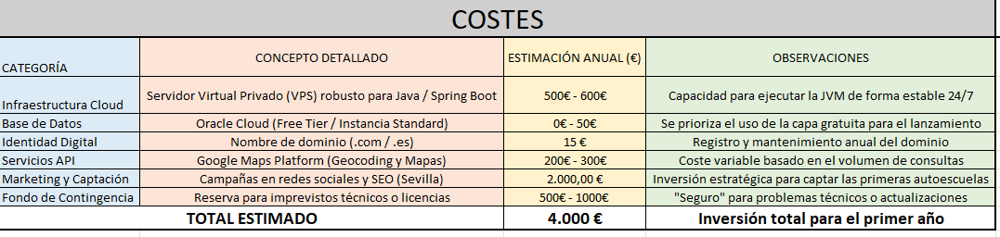 COSTES
CATEGORÍA CONCEPTO DETALLADO ESTIMACIÓN ANUAL (€) OBSERVACIONES
Infraestructura Cloud Servidor Virtual Privado (VPS) robusto para Java / Spring Boot 500€ - 600€ Capacidad para ejecutar la JVM de forma estable 24/7
Base de Datos Oracle Cloud (Free Tier / Instancia Standard) 0€ - 50€ Se prioriza el uso de la capa gratuita para el lanzamiento
Identidad Digital Nombre de dominio (.com / .es) 15 € Registro y mantenimiento anual del dominio
Servicios API Google Maps Platform (Geocoding y Mapas) 200€ - 300€ Coste variable basado en el volumen de consultas
Marketing y Captación Campañas en redes sociales y SEO (Sevilla) 2.000,00 € Inversión estratégica para captar las primeras autoescuelas
Fondo de Contingencia Reserva para imprevistos técnicos o licencias 500€ - 1000€ "Seguro" para problemas técnicos o actualizaciones
TOTAL ESTIMADO 4.000 € Inversión total para el primer año